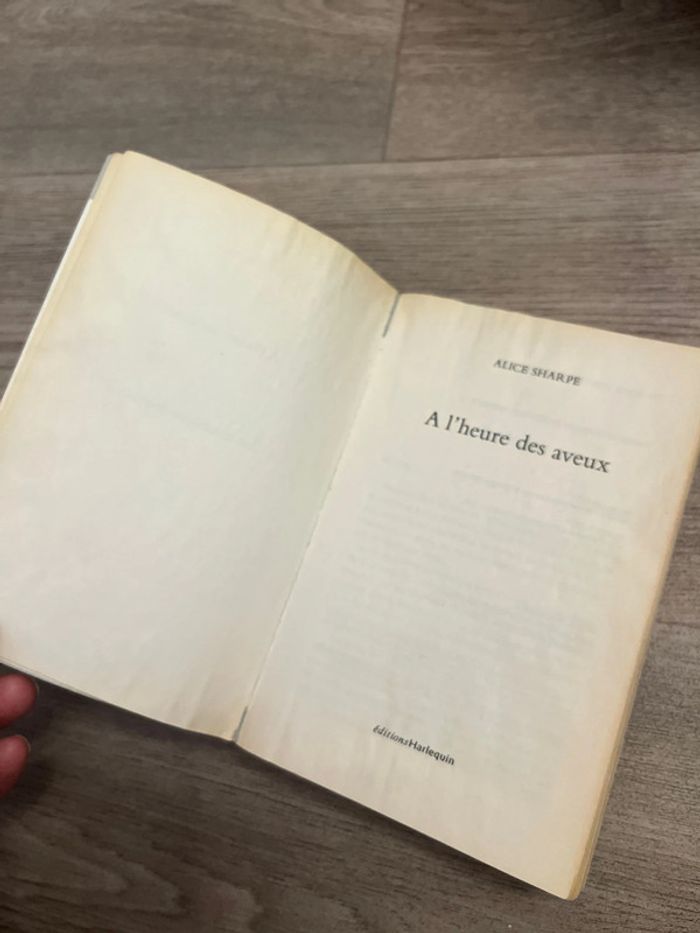 ALICE SHARPE
A l'heure des aveux
éditionsHarlequin